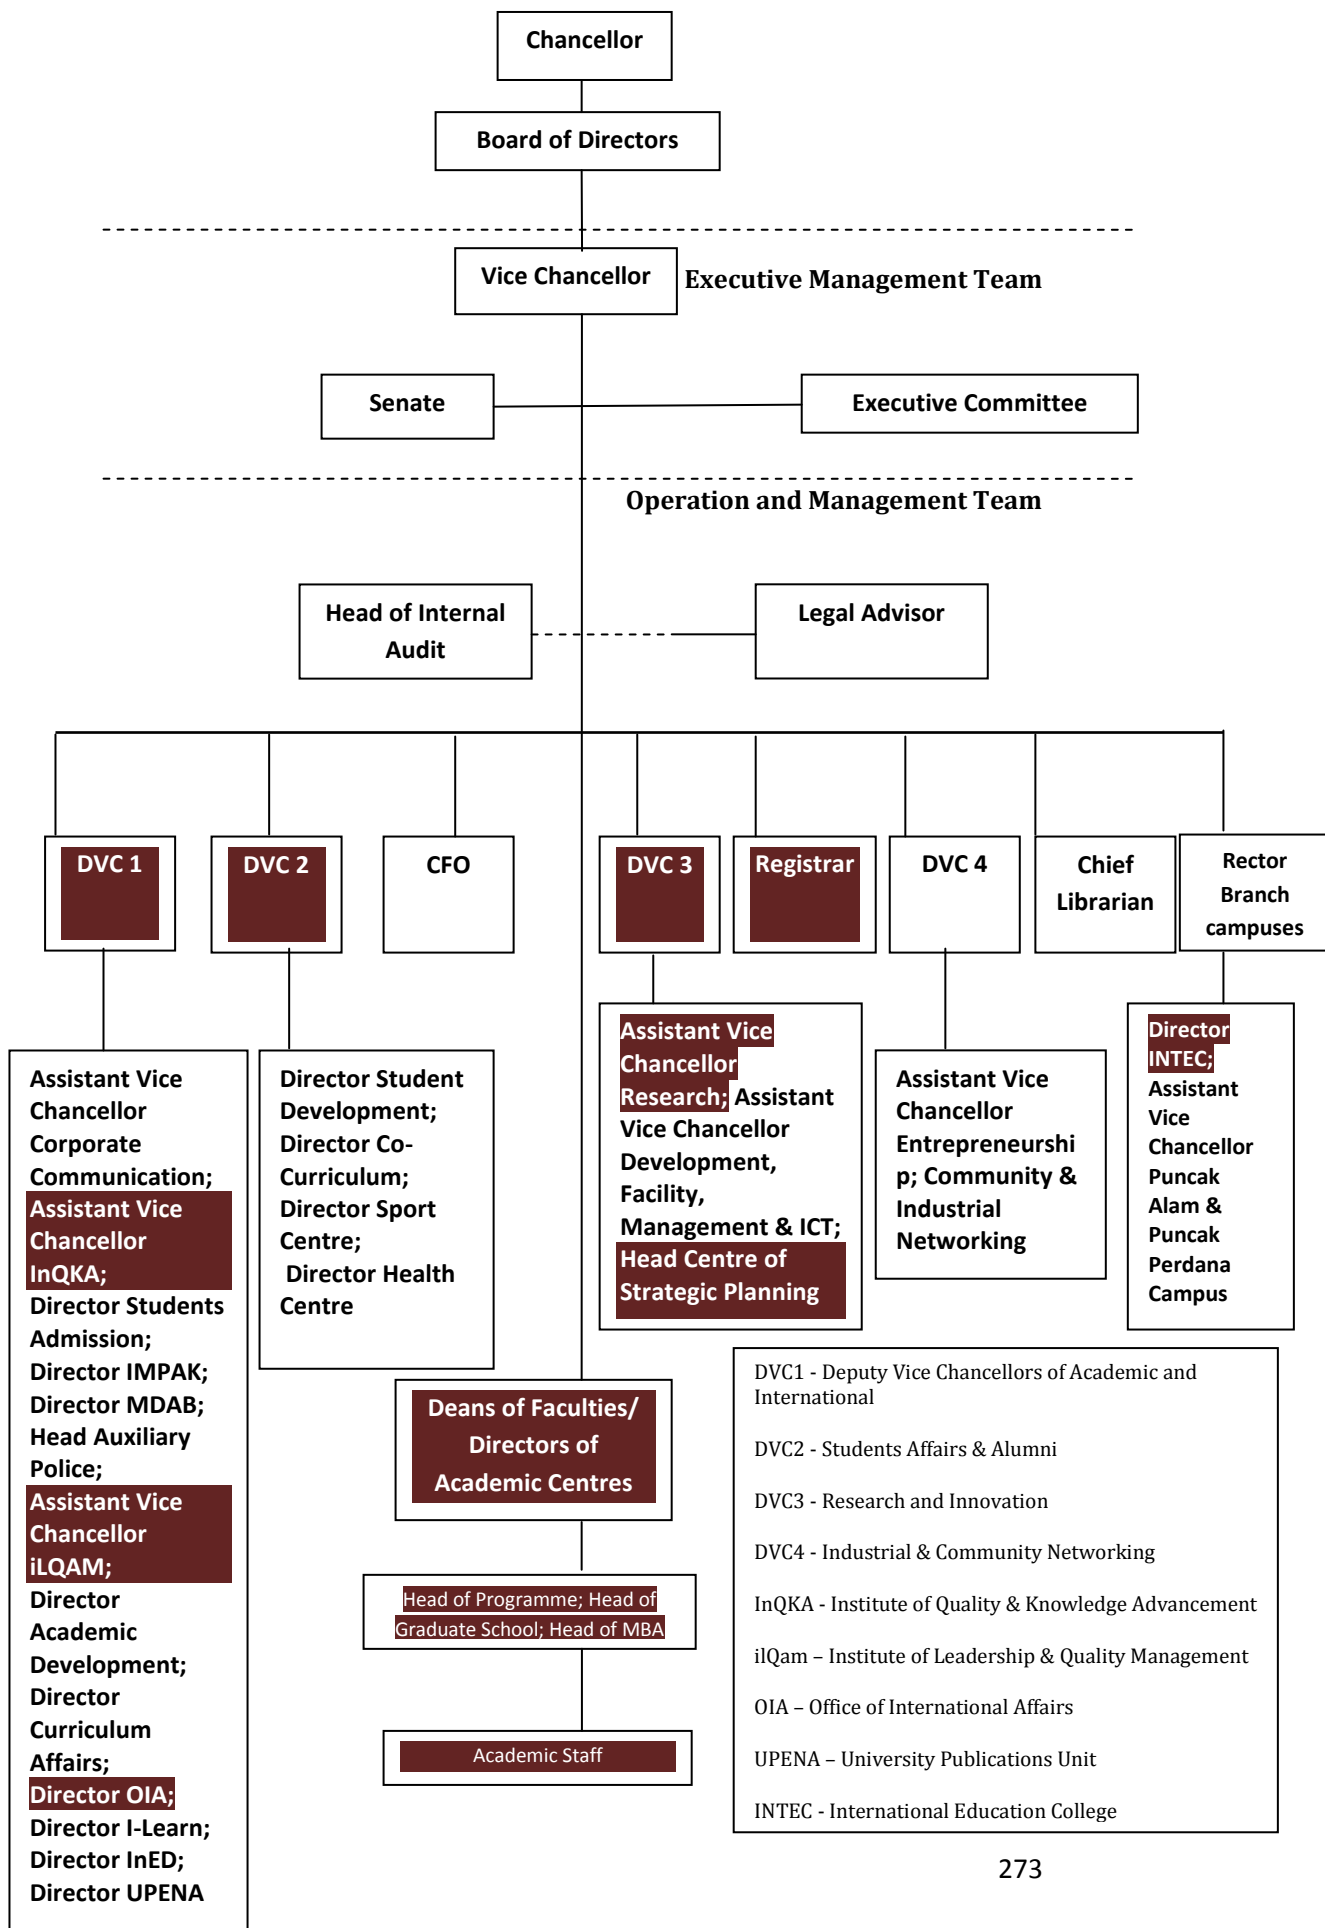 Chancellor
Board of Directors
Vice Chancellor
Executive Management Team
Senate
Executive Committee
Operation and Management Team
Head of Internal
Audit
Legal Advisor
DVC 1
DVC 2
CFO
DVC 3
Registrar
DVC 4
Chief
Librarian
Rector
Branch
campuses
Assistant Vice
Chancellor
Corporate
Communication;
Assistant Vice
Chancellor
InQKA;
Director Students
Admission;
Director IMPAK;
Director MDAB;
Head Auxiliary
Police;
Assistant Vice
Chancellor
iLQAM;
Director
Academic
Development;
Director
Curriculum
Affairs;
Director OIA;
Director I-Learn;
Director InED;
Director UPENA
Director Student
Development;
Director Co-
Curriculum;
Director Sport
Centre;
Director Health
Centre
Assistant Vice
Chancellor
Research; Assistant
Vice Chancellor
Development,
Facility,
Management & ICT;
Head Centre of
Strategic Planning
Assistant Vice
Chancellor
Entrepreneurshi
p; Community &
Industrial
Networking
Director
INTEC;
Assistant
Vice
Chancellor
Puncak
Alam &
Puncak
Perdana
Campus
Deans of Faculties/
Directors of
Academic Centres
Head of Programme; Head of
Graduate School; Head of MBA
Academic Staff
DVC1 - Deputy Vice Chancellors of Academic and
International
DVC2 - Students Affairs & Alumni
DVC3 - Research and Innovation
DVC4 - Industrial & Community Networking
InQKA - Institute of Quality & Knowledge Advancement
ilQam – Institute of Leadership & Quality Management
OIA – Office of International Affairs
UPENA – University Publications Unit
INTEC - International Education College
273